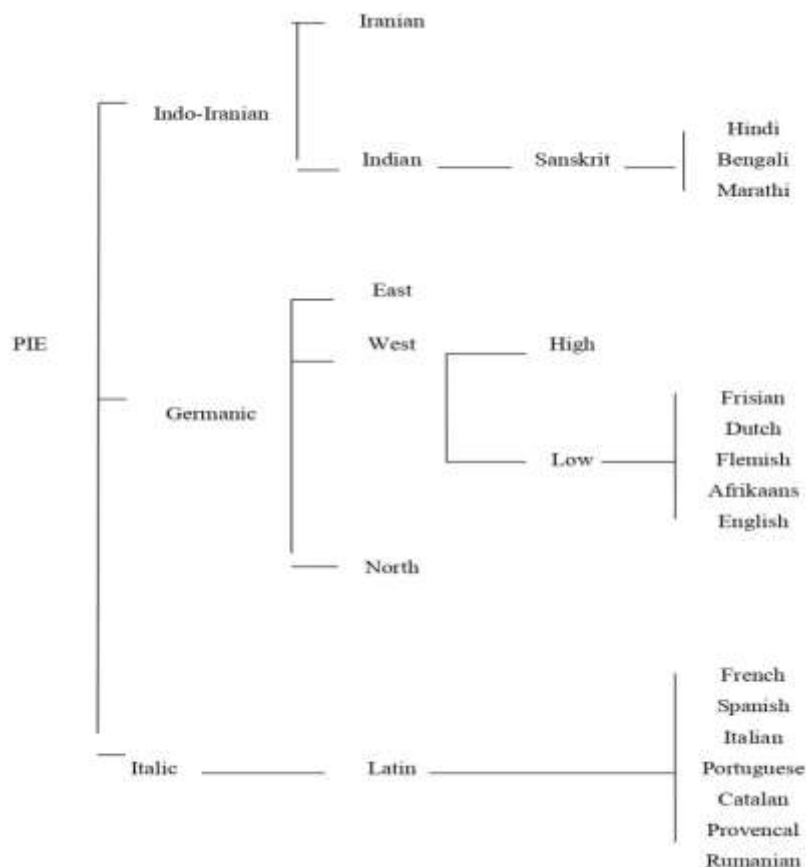 Iranian
Indo-Iranian
Hindi
Indian
Sanskrit
Bengali
Marathi
East
PIE
West
High
Germanic
Frisian
Dutch
Low
Flemish
Afrikaans
English
North
French
Spanish
Italian
Italic
Latin
Portuguese
Catalan
Provencal
Rumanian